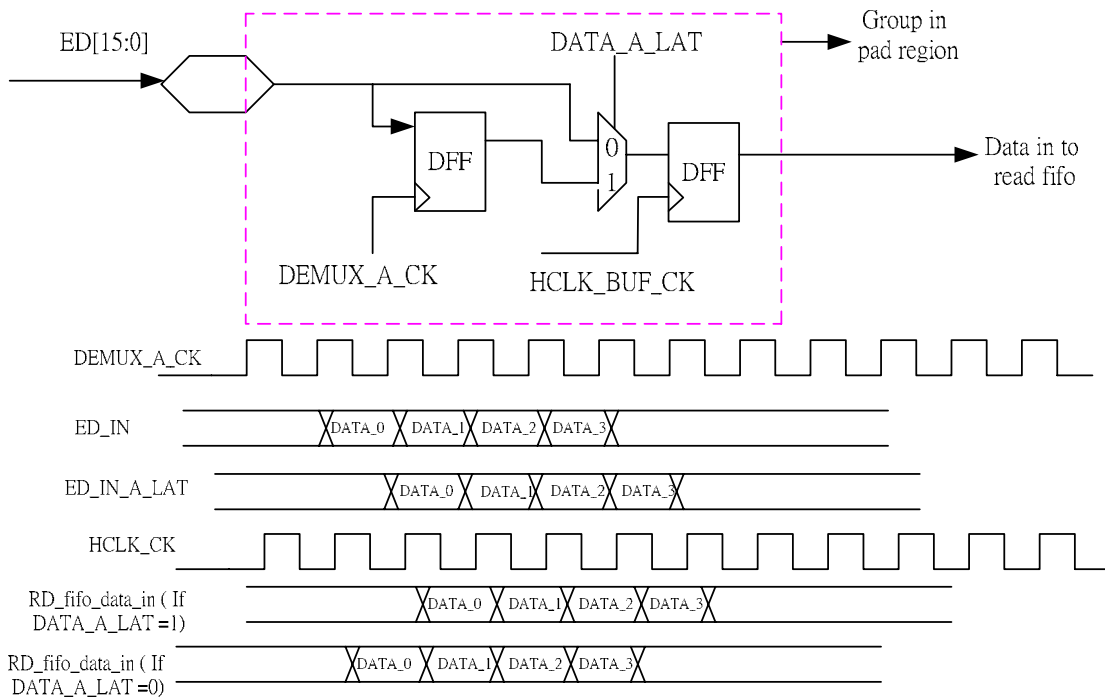 ED[15:0]
DATA_A_LAT
Group in
pad region
DFF
0
1
DFF
Data in to
read fifo
DEMUX_A_CK
HCLK_BUF_CK
DEMUX_A_CK
ED_IN
DATA_0
DATA_1
DATA_2
DATA_3
ED_IN_A_LAT
DATA_0
DATA_1
DATA_2
DATA_3
HCLK_CK
RD_fifo_data_in ( If
DATA_A_LAT =1)
DATA_0
DATA_1
DATA_2
DATA_3
RD_fifo_data_in ( If
DATA_A_LAT =0)
DATA_0
DATA_1
DATA_2
DATA_3